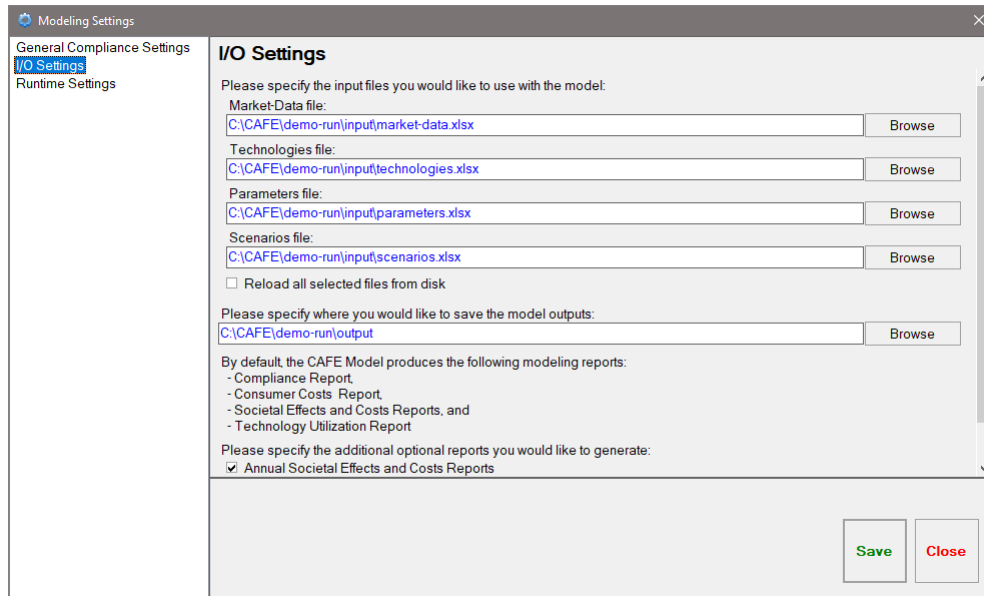 Modeling Settings
General Compliance Settings
I/O Settings
Runtime Settings
I/O Settings
Please specify the input files you would like to use with the model:
Market-Data file:
C:\CAFE\demo-run\input\market-data.xlsx
Browse
Technologies file:
C:\CAFE\demo-run\input\technologies.xlsx
Browse
Parameters file:
C:\CAFE\demo-run\input\parameters.xlsx
Browse
Scenarios file:
C:\CAFE\demo-run\input\scenarios.xlsx
Browse
Reload all selected files from disk
Please specify where you would like to save the model outputs:
C:\CAFE\demo-run\output
Browse
By default, the CAFE Model produces the following modeling reports:
- Compliance Report,
- Consumer Costs Report,
- Societal Effects and Costs Reports, and
- Technology Utilization Report
Please specify the additional optional reports you would like to generate:
Annual Societal Effects and Costs Reports
Save
Close